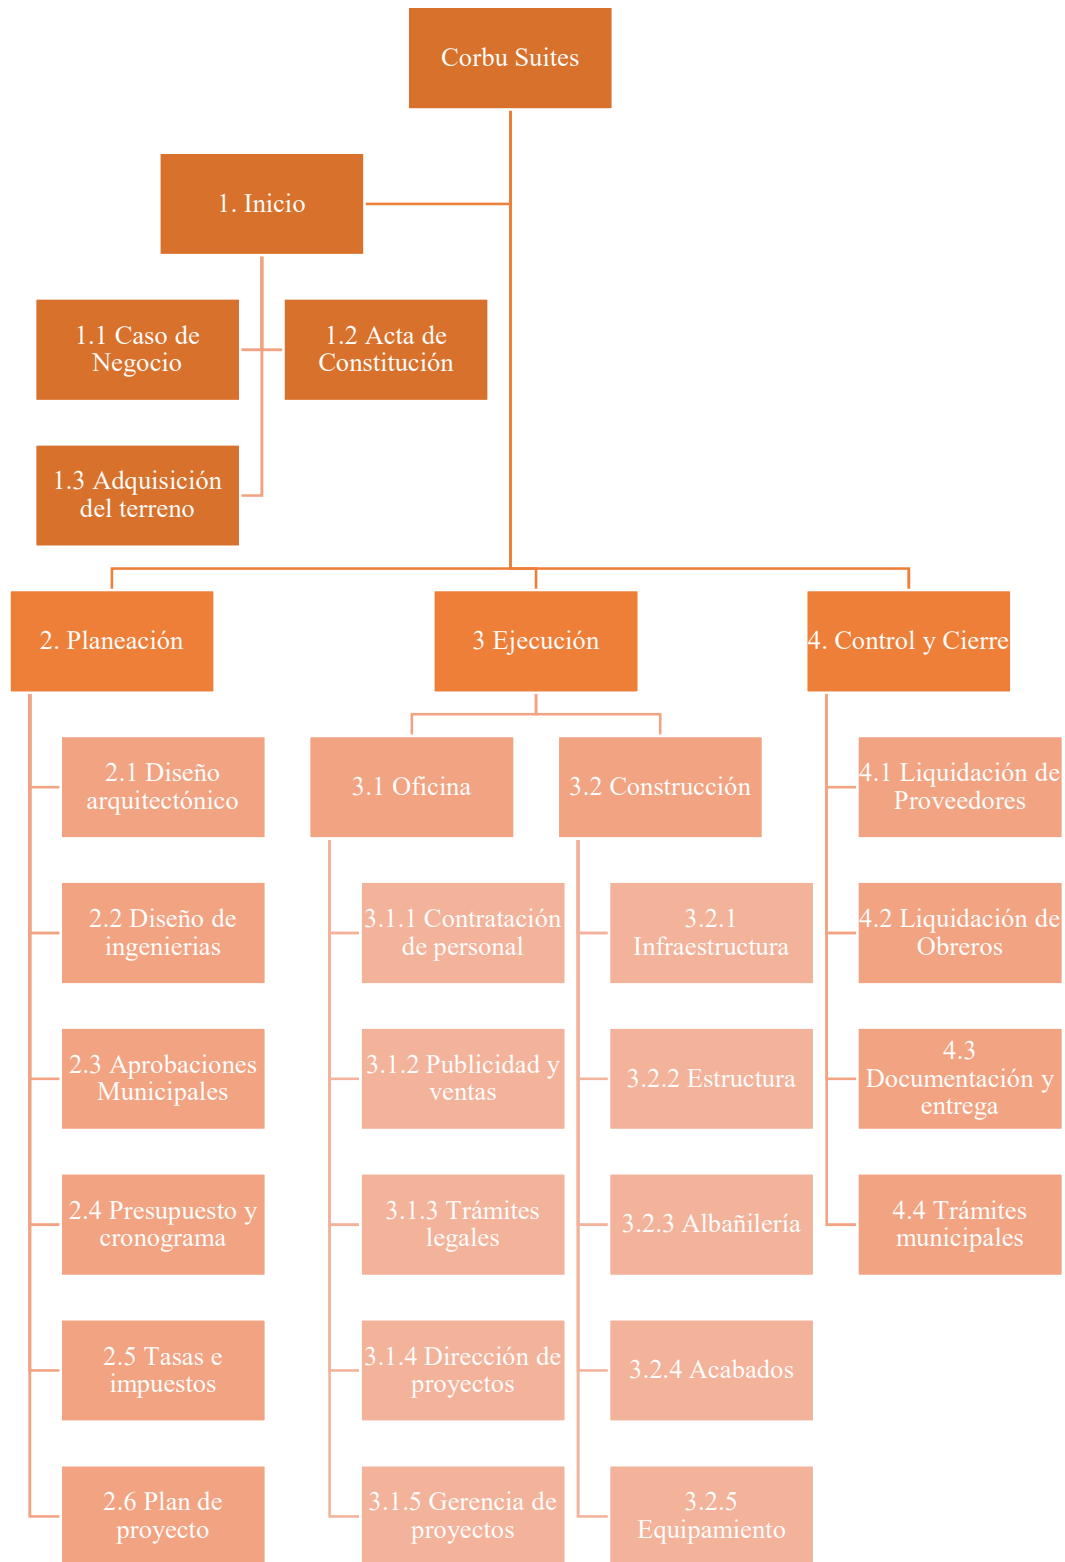 Corbu Suites
1. Inicio
1.1 Caso de
Negocio
1.2 Acta de
Constitución
1.3 Adquisición
del terreno
2. Planeación
2.1 Diseño
arquitectónico
2.2 Diseño de
ingenierias
2.3 Aprobaciones
Municipales
2.4 Presupuesto y
cronograma
2.5 Tasas e
impuestos
2.6 Plan de
proyecto
3 Ejecución
3.1 Oficina
3.1.1 Contratación
de personal
3.1.2 Publicidad y
ventas
3.1.3 Trámites
legales
3.1.4 Dirección de
proyectos
3.1.5 Gerencia de
proyectos
3.2 Construcción
3.2.1
Infraestructura
3.2.2 Estructura
3.2.3 Albañilería
3.2.4 Acabados
3.2.5
Equipamiento
4. Control y Cierre
4.1 Liquidación de
Proveedores
4.2 Liquidación de
Obreros
4.3
Documentación y
entrega
4.4 Trámites
municipales